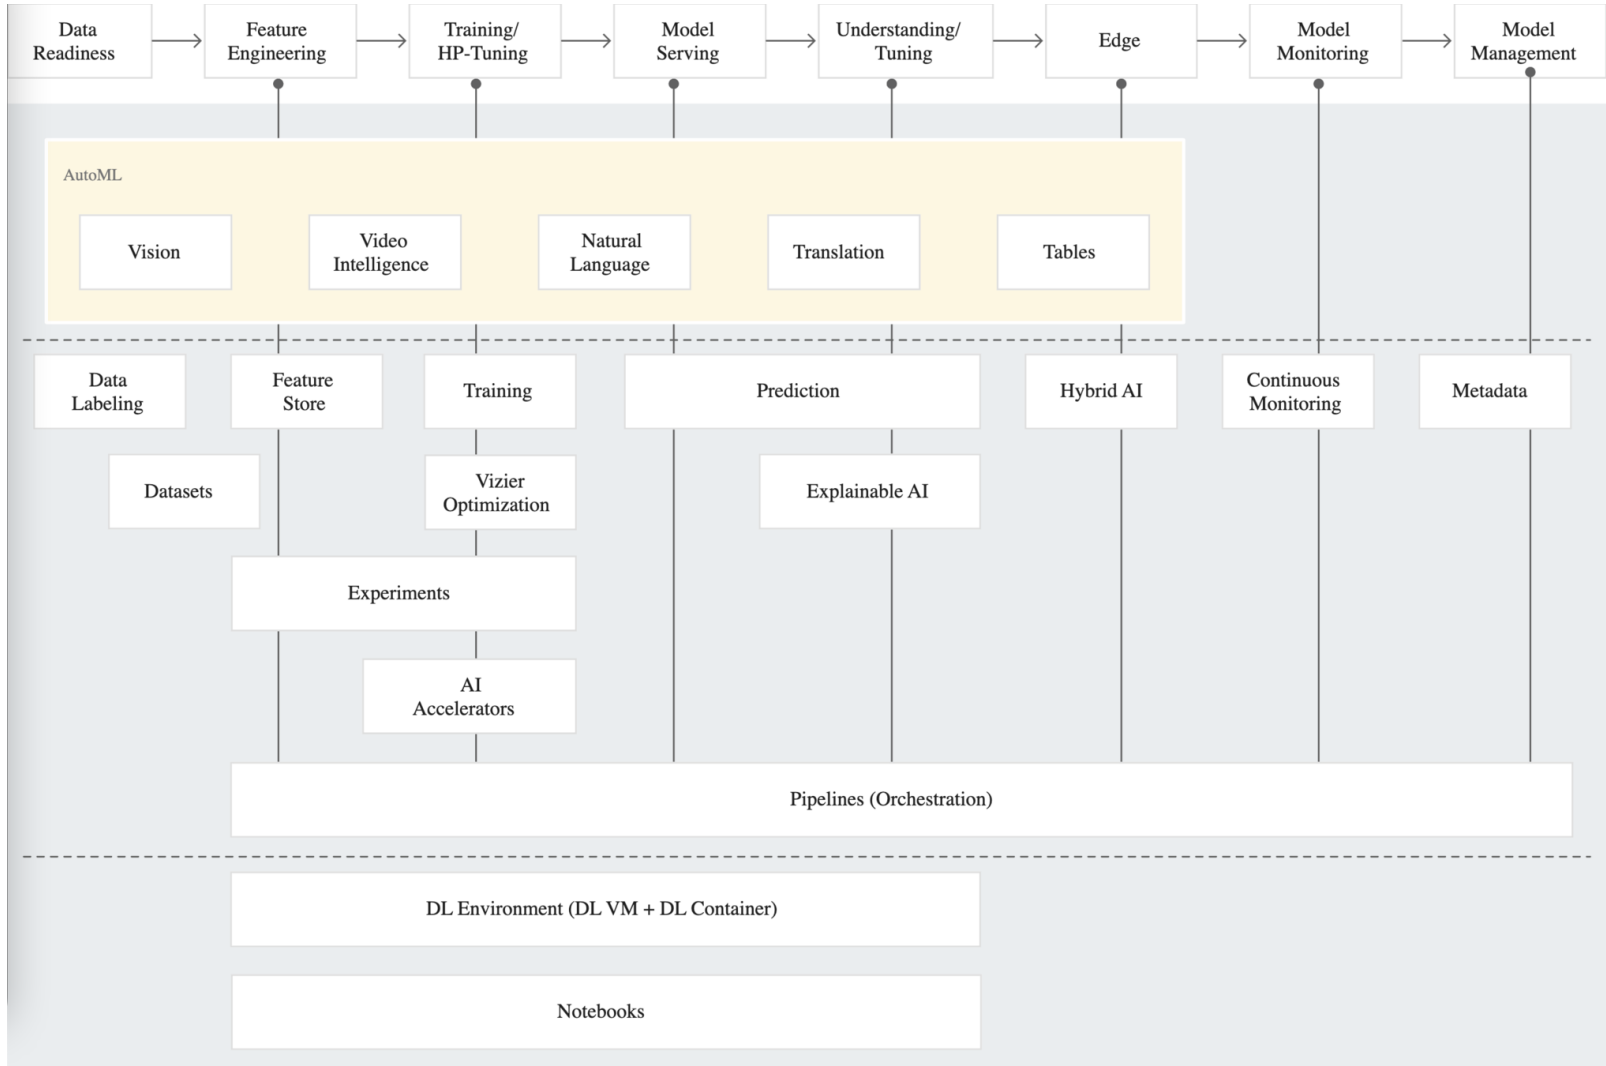 Data
Readiness
Feature
Engineering
Training/
HP-Tuning
Model
Serving
Understanding/
Tuning
Edge
Model
Monitoring
Model
Management
AutoML
Vision
Video
Intelligence
Natural
Language
Translation
Tables
Data
Labeling
Feature
Store
Training
Prediction
Hybrid AI
Continuous
Monitoring
Metadata
Datasets
Vizier
Optimization
Explainable AI
Experiments
AI
Accelerators
Pipelines (Orchestration)
DL Environment (DL VM + DL Container)
Notebooks